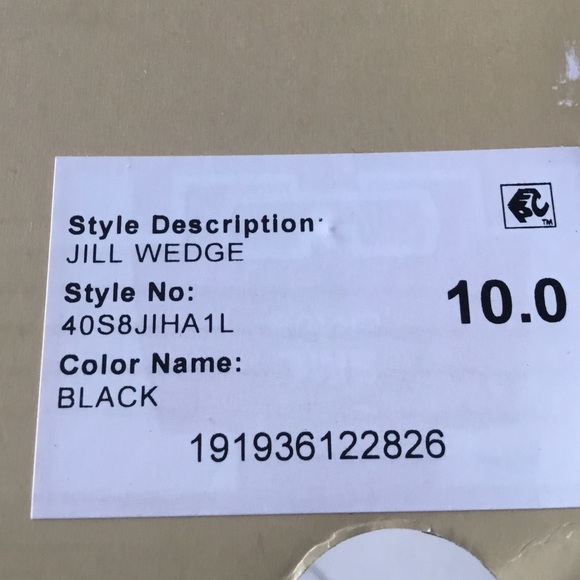 Style Description:
JILL WEDGE
Style No:
40S8JIHA1L
10.0
Color Name:
BLACK
191936122826